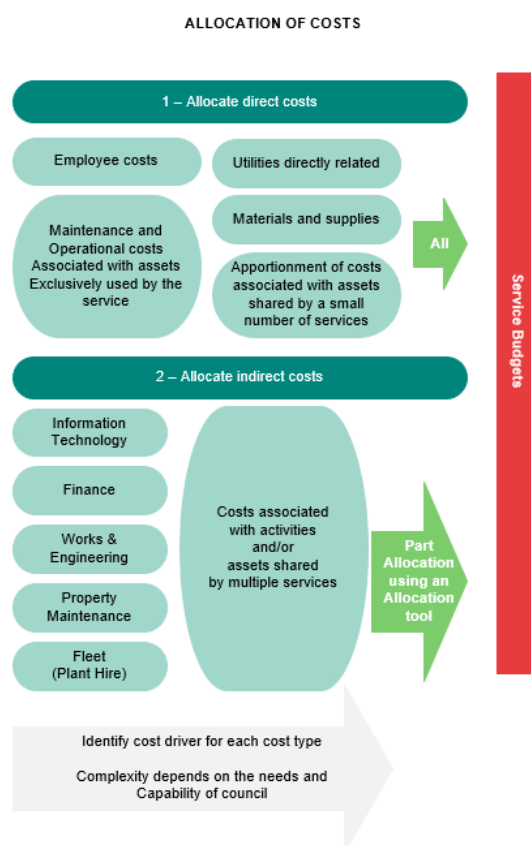 ALLOCATION OF COSTS
1 – Allocate direct costs
Employee costs
Utilities directly related
Maintenance and
Operational costs
Associated with assets
Exclusively used by the
service
Materials and supplies
Apportionment of costs
associated with assets
shared by a small
number of services
All
Service Budgets
2 – Allocate indirect costs
Information
Technology
Finance
Works &
Engineering
Property
Maintenance
Fleet
(Plant Hire)
Costs associated
with activities
and/or
assets shared
by multiple services
Part
Allocation
using an
Allocation
tool
Identify cost driver for each cost type
Complexity depends on the needs and
Capability of council